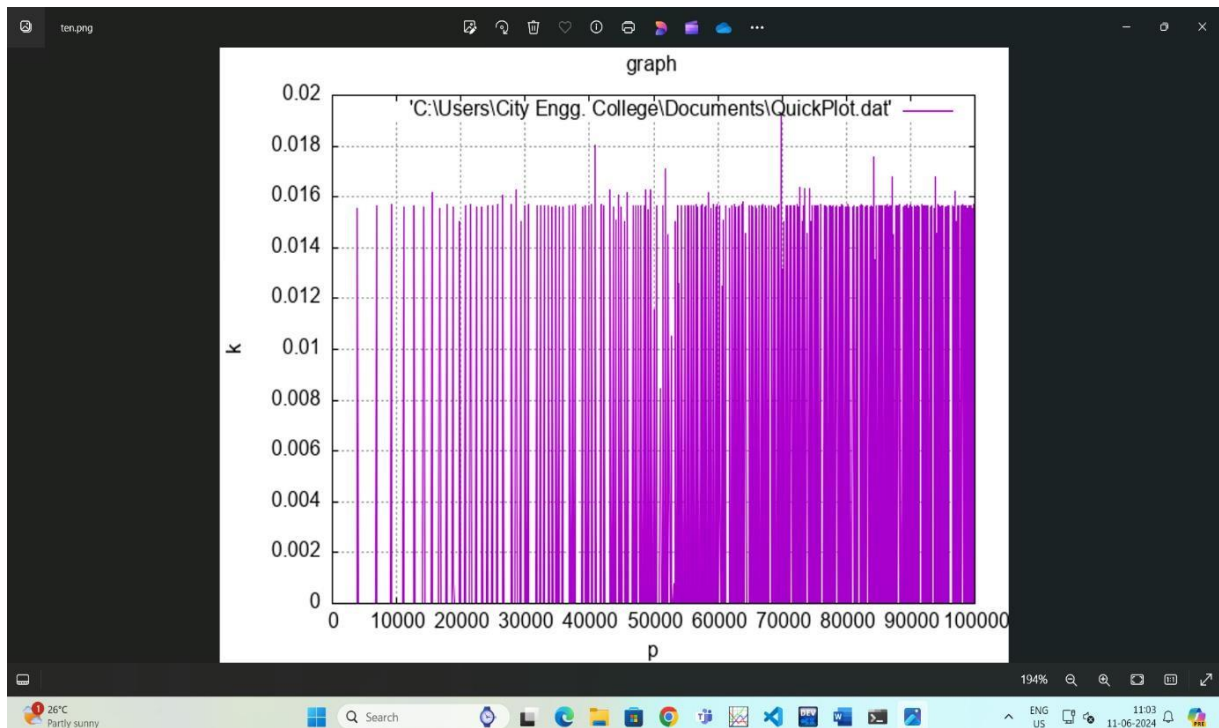 ten.png
graph
'C:\Users\City Engg. College\Documents\QuickPlot.dat'
0.02
0.018
0.016
0.014
0.012
0.01
0.008
0.006
0.004
0.002
0
k
0 10000 20000 30000 40000 50000 60000 70000 80000 90000 100000
p
194%
1
26°C
Partly sunny
Search
ENG
US
11:03
11-06-2024